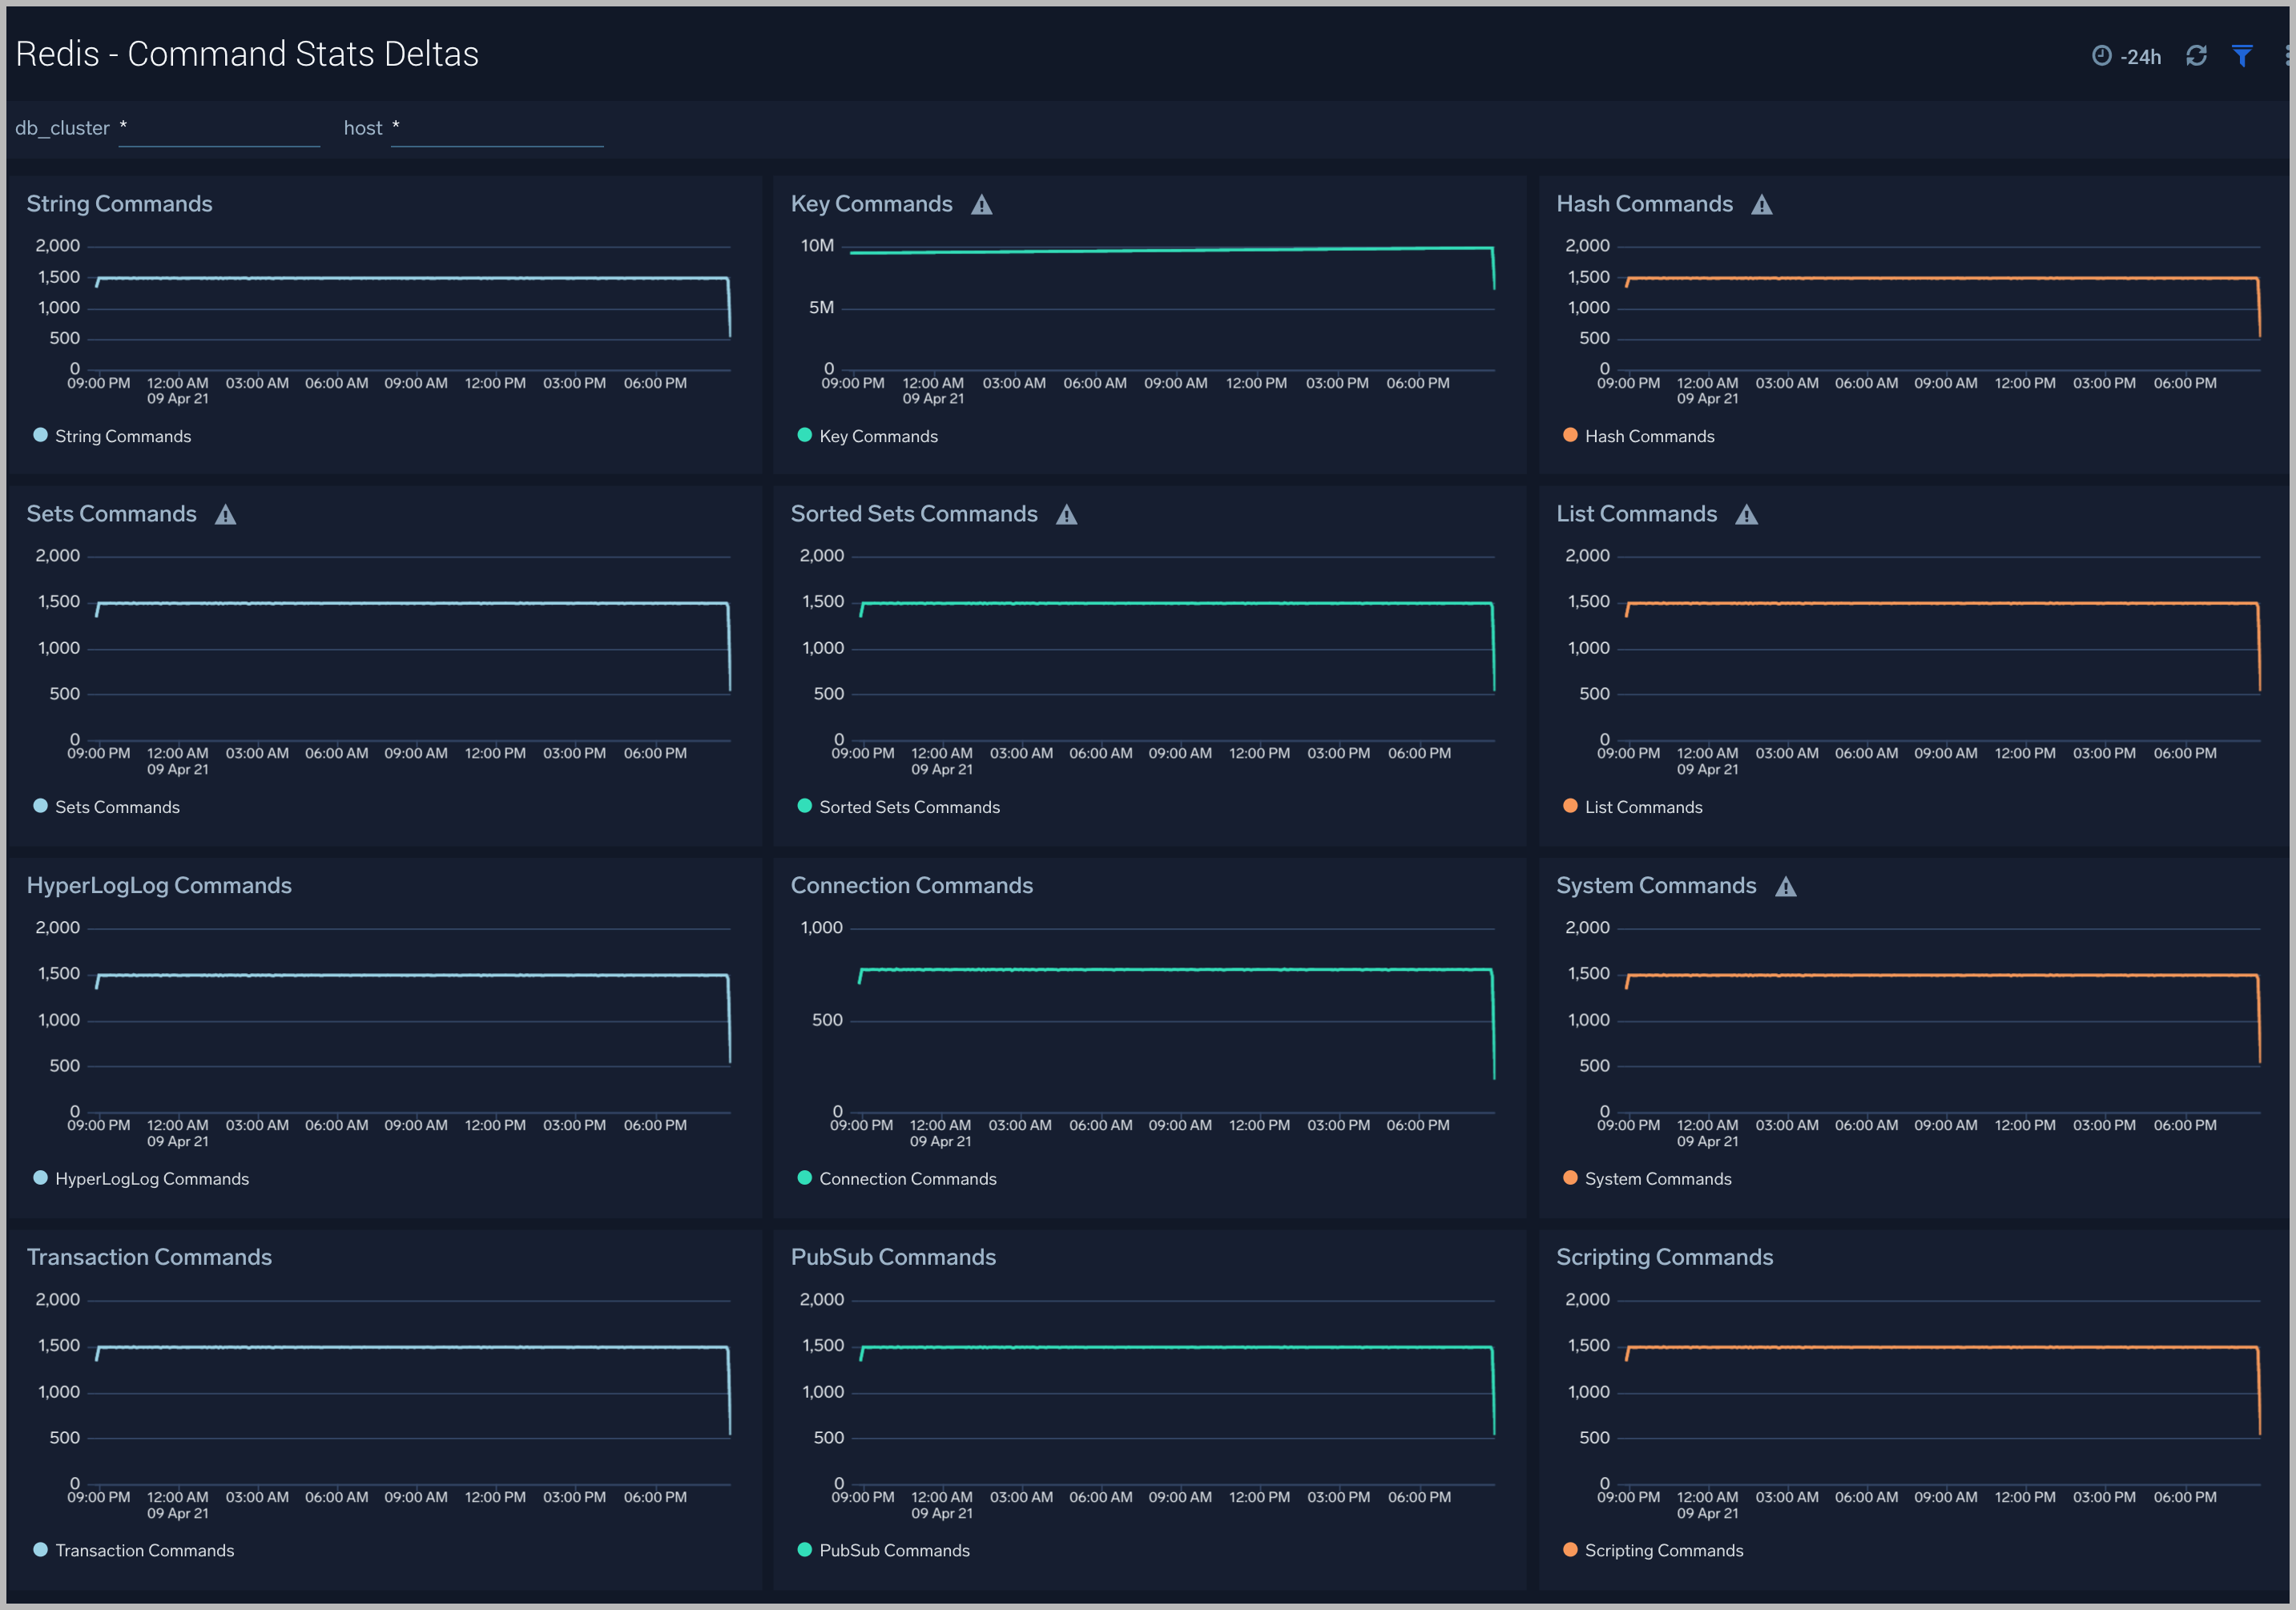 Redis - Command Stats Deltas
-24h
db_cluster * host *
String Commands
2,000
1,500
1,000
500
0
09:00 PM 12:00 AM 03:00 AM 06:00 AM 09:00 AM 12:00 PM 03:00 PM 06:00 PM
09 Apr 21
String Commands
Key Commands
10M
5M
0
09:00 PM 12:00 AM 03:00 AM 06:00 AM 09:00 AM 12:00 PM 03:00 PM 06:00 PM
09 Apr 21
Key Commands
Hash Commands
2,000
1,500
1,000
500
0
09:00 PM 12:00 AM 03:00 AM 06:00 AM 09:00 AM 12:00 PM 03:00 PM 06:00 PM
09 Apr 21
Hash Commands
Sets Commands
2,000
1,500
1,000
500
0
09:00 PM 12:00 AM 03:00 AM 06:00 AM 09:00 AM 12:00 PM 03:00 PM 06:00 PM
09 Apr 21
Sets Commands
Sorted Sets Commands
2,000
1,500
1,000
500
0
09:00 PM 12:00 AM 03:00 AM 06:00 AM 09:00 AM 12:00 PM 03:00 PM 06:00 PM
09 Apr 21
Sorted Sets Commands
List Commands
2,000
1,500
1,000
500
0
09:00 PM 12:00 AM 03:00 AM 06:00 AM 09:00 AM 12:00 PM 03:00 PM 06:00 PM
09 Apr 21
List Commands
HyperLogLog Commands
2,000
1,500
1,000
500
0
09:00 PM 12:00 AM 03:00 AM 06:00 AM 09:00 AM 12:00 PM 03:00 PM 06:00 PM
09 Apr 21
HyperLogLog Commands
Connection Commands
1,000
500
0
09:00 PM 12:00 AM 03:00 AM 06:00 AM 09:00 AM 12:00 PM 03:00 PM 06:00 PM
09 Apr 21
Connection Commands
System Commands
2,000
1,500
1,000
500
0
09:00 PM 12:00 AM 03:00 AM 06:00 AM 09:00 AM 12:00 PM 03:00 PM 06:00 PM
09 Apr 21
System Commands
Transaction Commands
2,000
1,500
1,000
500
0
09:00 PM 12:00 AM 03:00 AM 06:00 AM 09:00 AM 12:00 PM 03:00 PM 06:00 PM
09 Apr 21
Transaction Commands
PubSub Commands
2,000
1,500
1,000
500
0
09:00 PM 12:00 AM 03:00 AM 06:00 AM 09:00 AM 12:00 PM 03:00 PM 06:00 PM
09 Apr 21
PubSub Commands
Scripting Commands
2,000
1,500
1,000
500
0
09:00 PM 12:00 AM 03:00 AM 06:00 AM 09:00 AM 12:00 PM 03:00 PM 06:00 PM
09 Apr 21
Scripting Commands